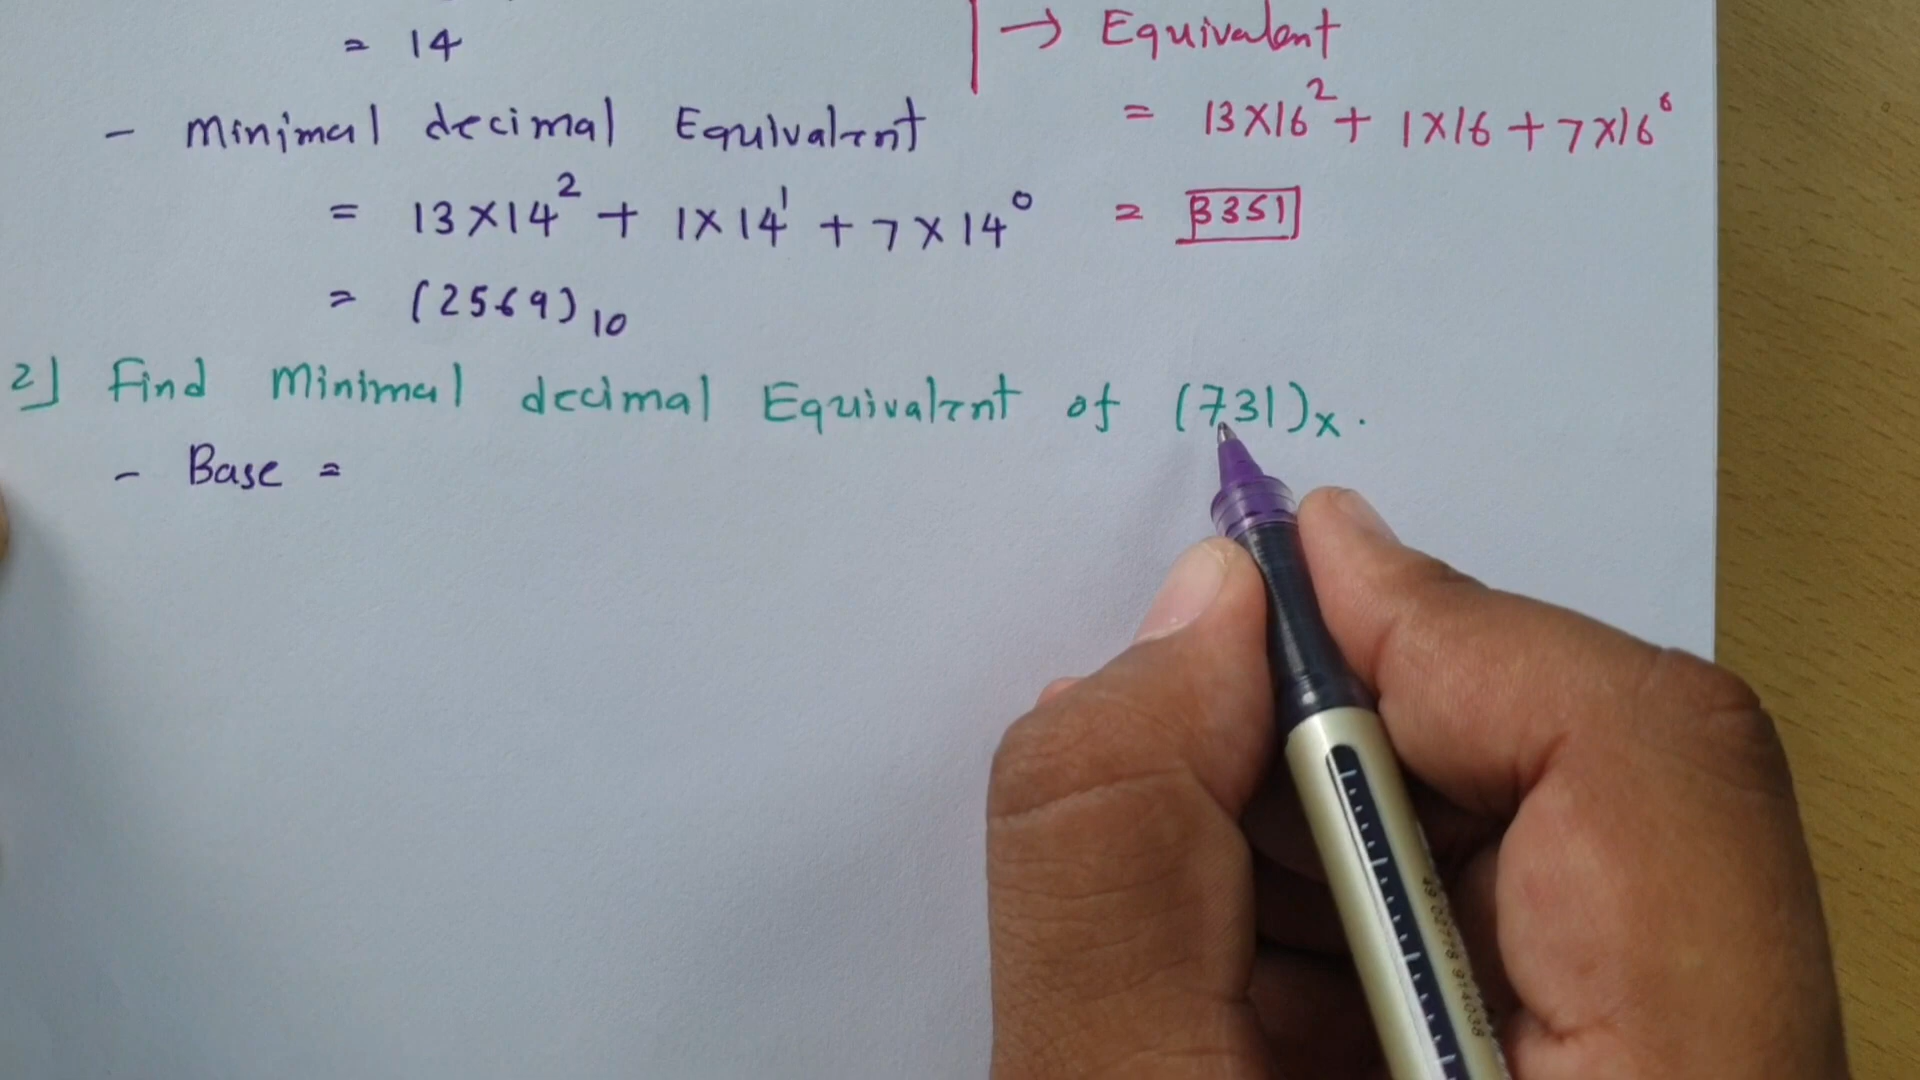 = 14
- Minimal decimal Equivalent
= 13×14² + 1×14¹ + 7×14⁰
= (2569)₁₀
→ Equivalent
= 13×16² + 1×16 + 7×16⁰
= 3351
2] Find Minimal decimal Equivalent of (731)ₓ.
- Base =